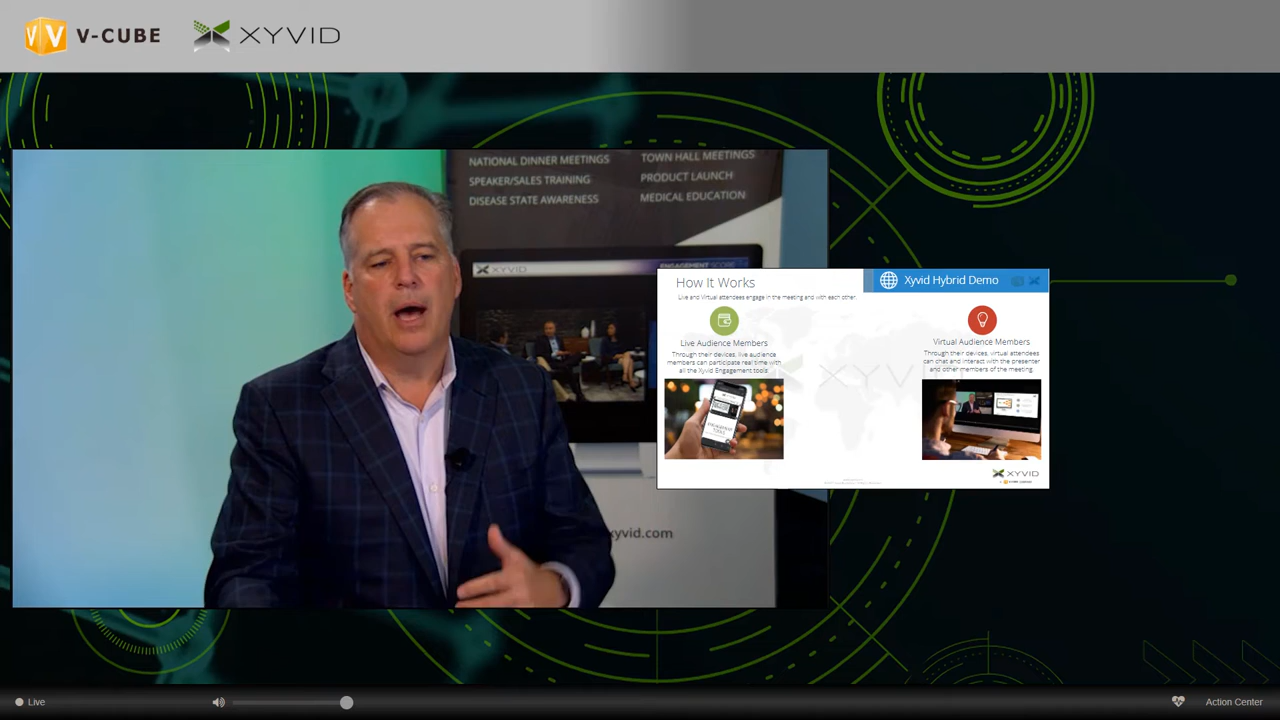 V-CUBE
XYVID
NATIONAL DINNER MEETINGS
SPEAKER/SALES TRAINING
DISEASE STATE AWARENESS
TOWN HALL MEETINGS
PRODUCT LAUNCH
MEDICAL EDUCATION
XYVID
ENGAGEMENT SCORE
xyvid.com
How It Works
Xyvid Hybrid Demo
Live and Virtual attendees engage in the meeting and with each other.
Live Audience Members
Through their devices, live audience
members can participate real time with
all the Xyvid Engagement tools
Virtual Audience Members
Through their devices, virtual attendees
can chat and interact with the presenter
and other members of the meeting.
XYVID
Live
Action Center